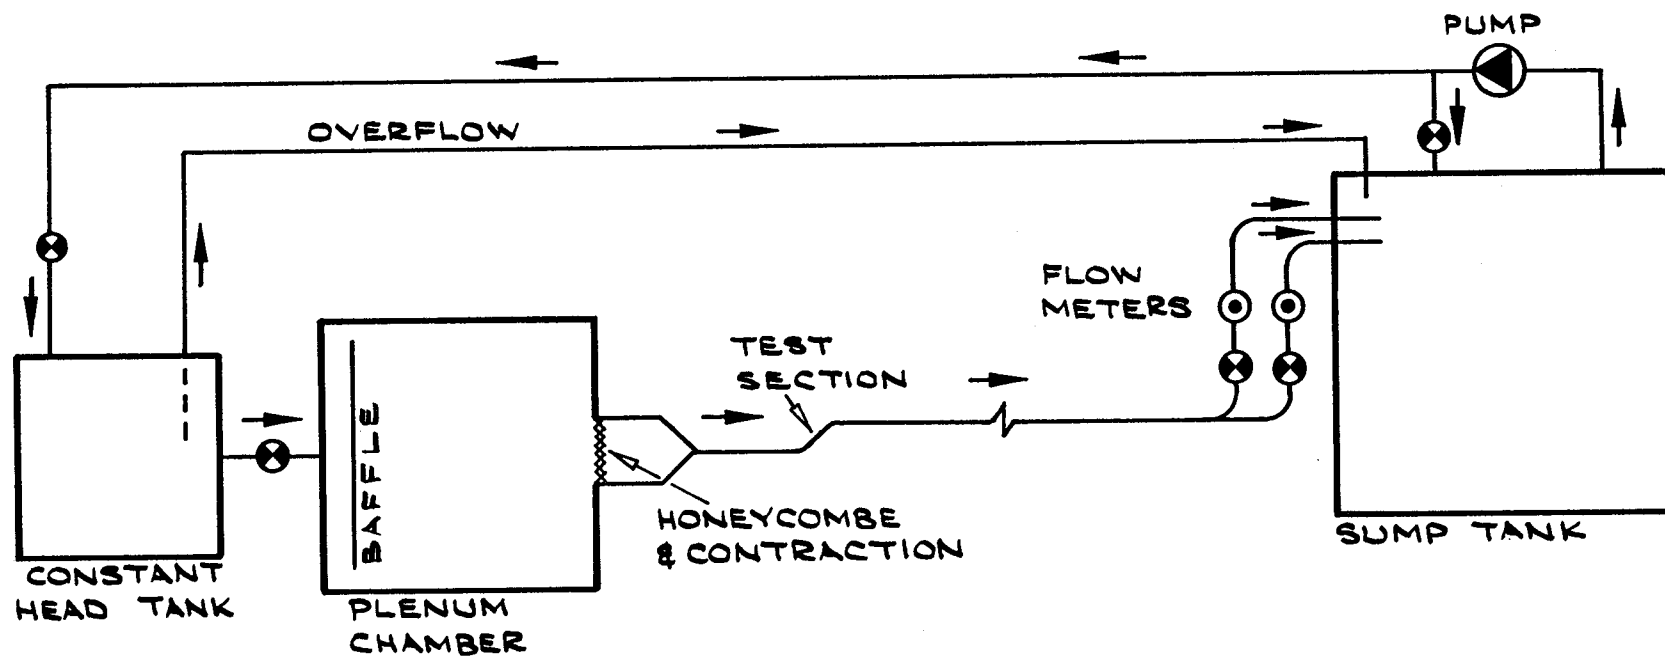 PUMP
OVERFLOW
FLOW
METERS
TEST
SECTION
BAFFLE
HONEYCOMBE
& CONTRACTION
SUMP TANK
CONSTANT
HEAD TANK
PLENUM
CHAMBER